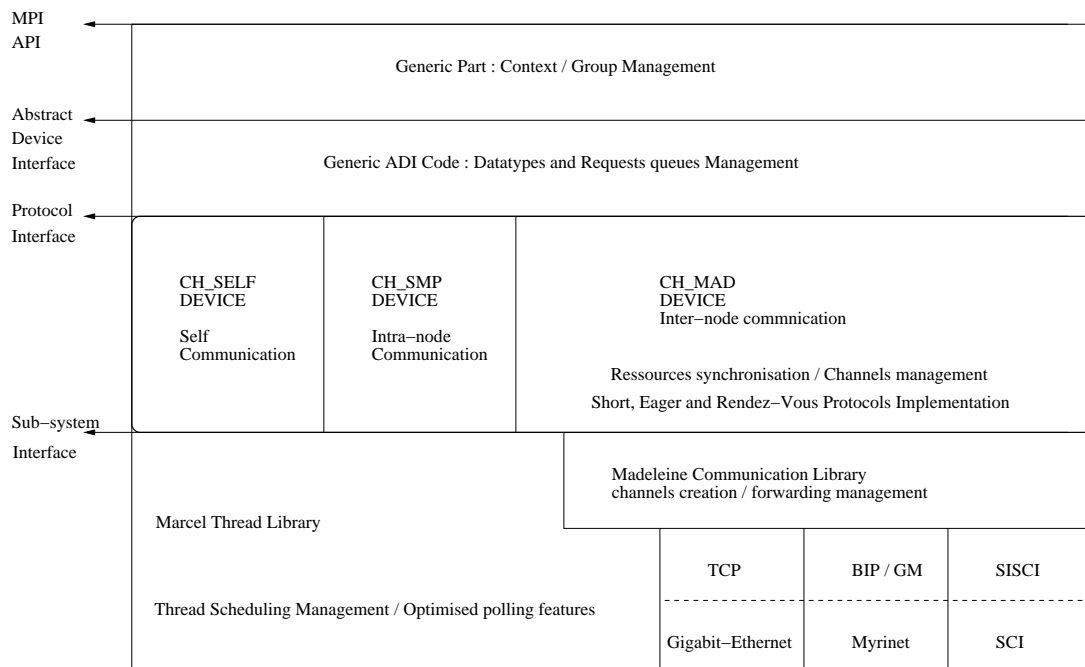 MPI
API
Generic Part : Context / Group Management
Abstract
Device
Interface
Generic ADI Code : Datatypes and Requests queues Management
Protocol
Interface
CH_SELF
DEVICE
Self
Communication
CH_SMP
DEVICE
Intra−node
Communication
CH_MAD
DEVICE
Inter−node commnication
Ressources synchronisation / Channels management
Short, Eager and Rendez−Vous Protocols Implementation
Sub−system
Interface
Madeleine Communication Library
channels creation / forwarding management
Marcel Thread Library
Thread Scheduling Management / Optimised polling features
TCP
BIP / GM
SISCI
Gigabit−Ethernet
Myrinet
SCI